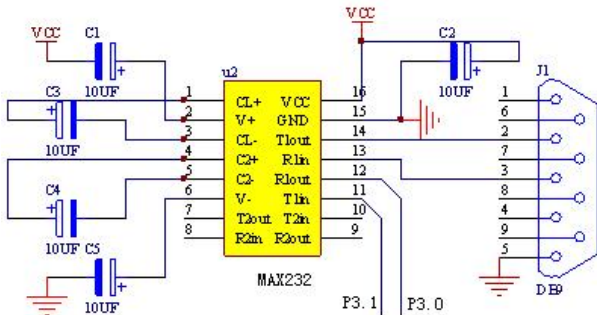 VCC
C1
10UF
VCC
C2
10UF
u2
J1
C3
10UF
C4
10UF
C5
10UF
1 CL+ VCC 16
2 V+ GND 15
3 CL- T1out 14
4 C2+ R1in 13
5 C2- R1out 12
6 V- T1in 11
7 T2out T2in 10
8 R2in R2out 9
MAX232
P3.1 P3.0
1
6
2
7
3
8
4
9
5
DB9